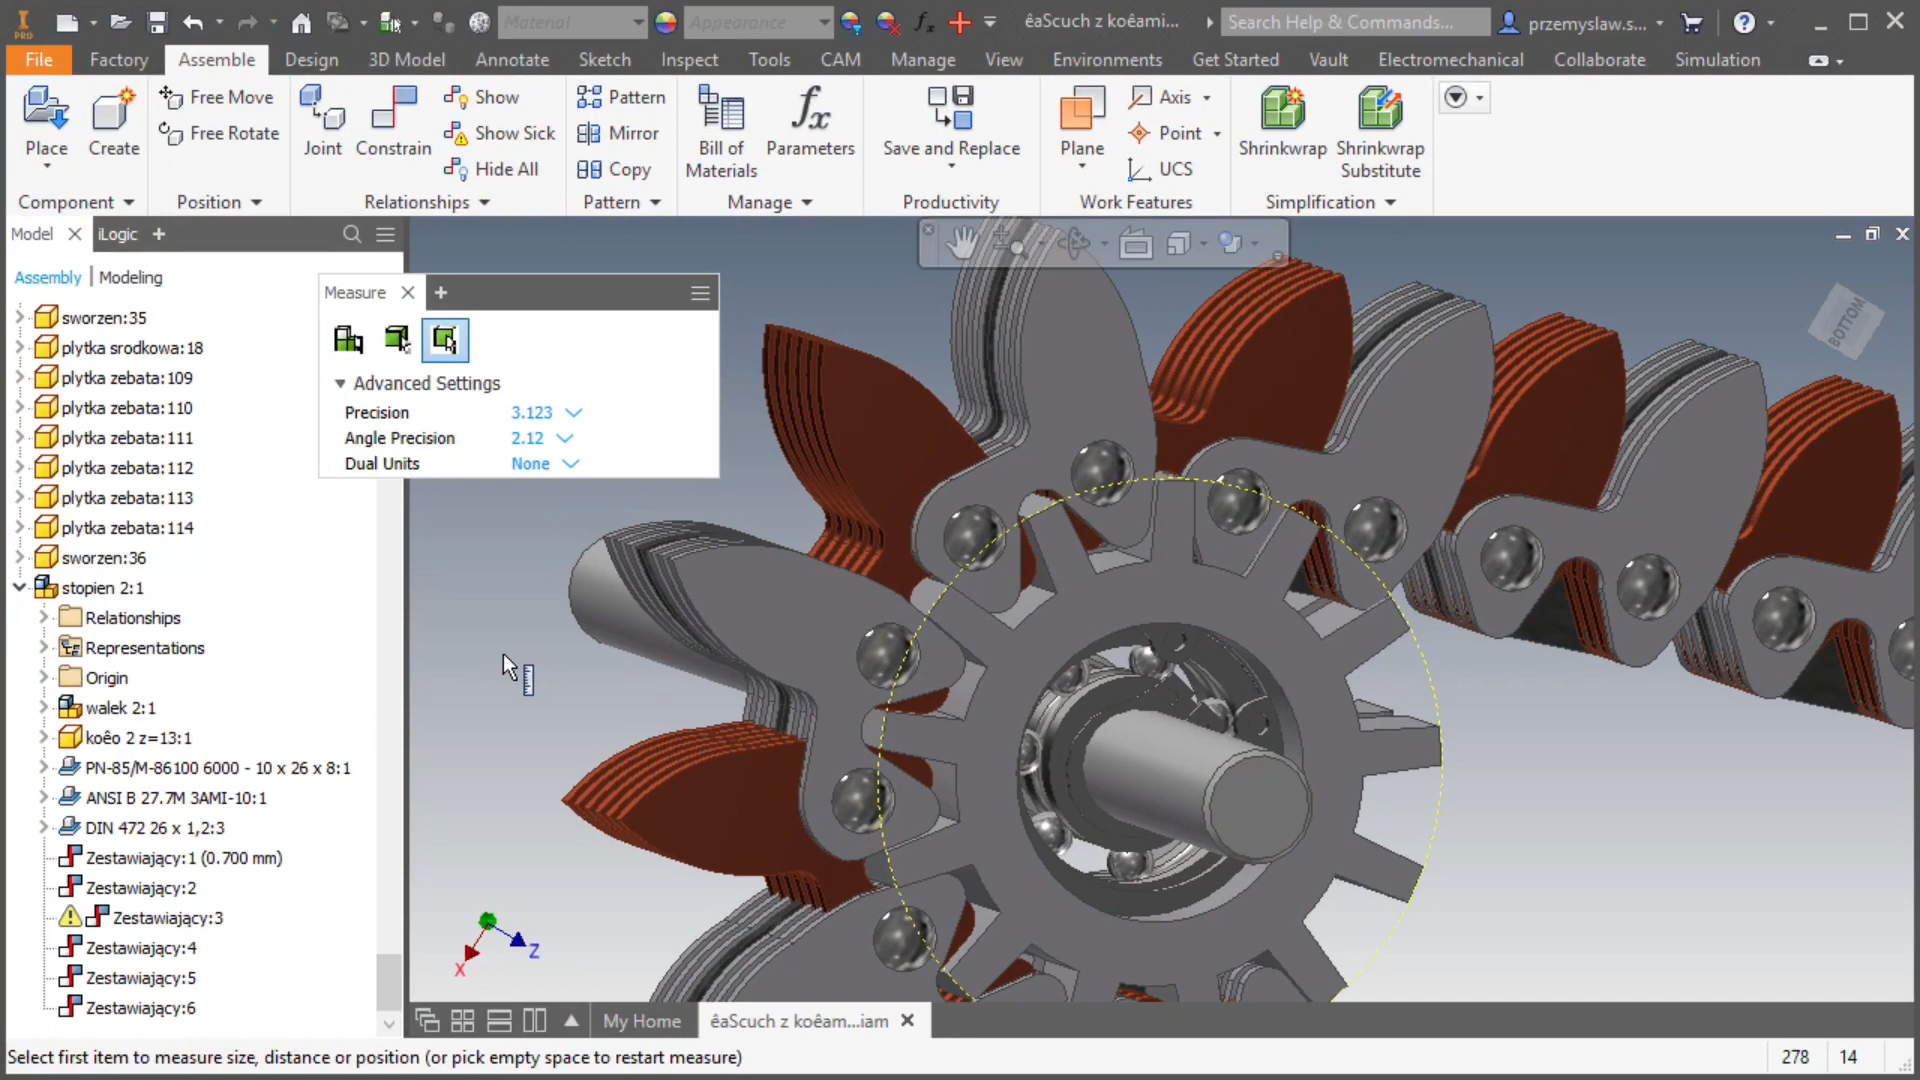 PRO
Material
Appearance
êaScuch z koêami...
Search Help & Commands...
przemyslaw.s...
File Factory Assemble Design 3D Model Annotate Sketch Inspect Tools CAM Manage View Environments Get Started Vault Electromechanical Collaborate Simulation
Place
Create
Component
Free Move
Free Rotate
Position
Joint
Constrain
Show
Show Sick
Hide All
Relationships
Pattern
Mirror
Copy
Pattern
Bill of
Materials
Parameters
Manage
Save and Replace
Productivity
Plane
Axis
Point
UCS
Work Features
Shrinkwrap
Shrinkwrap
Substitute
Simplification
Model
iLogic
Assembly
Modeling
sworzen:35
plytka srodkowa:18
plytka zebata:109
plytka zebata:110
plytka zebata:111
plytka zebata:112
plytka zebata:113
plytka zebata:114
sworzen:36
stopien 2:1
Relationships
Representations
Origin
walek 2:1
koêo 2 z=13:1
PN-85/M-86100 6000 - 10 x 26 x 8:1
ANSI B 27.7M 3AMI-10:1
DIN 472 26 x 1,2:3
Zestawiający:1 (0.700 mm)
Zestawiający:2
Zestawiający:3
Zestawiający:4
Zestawiający:5
Zestawiający:6
Measure
Advanced Settings
Precision 3.123
Angle Precision 2.12
Dual Units None
BOTTOM
X
Z
My Home
êaScuch z koêam...iam
Select first item to measure size, distance or position (or pick empty space to restart measure)
278 14